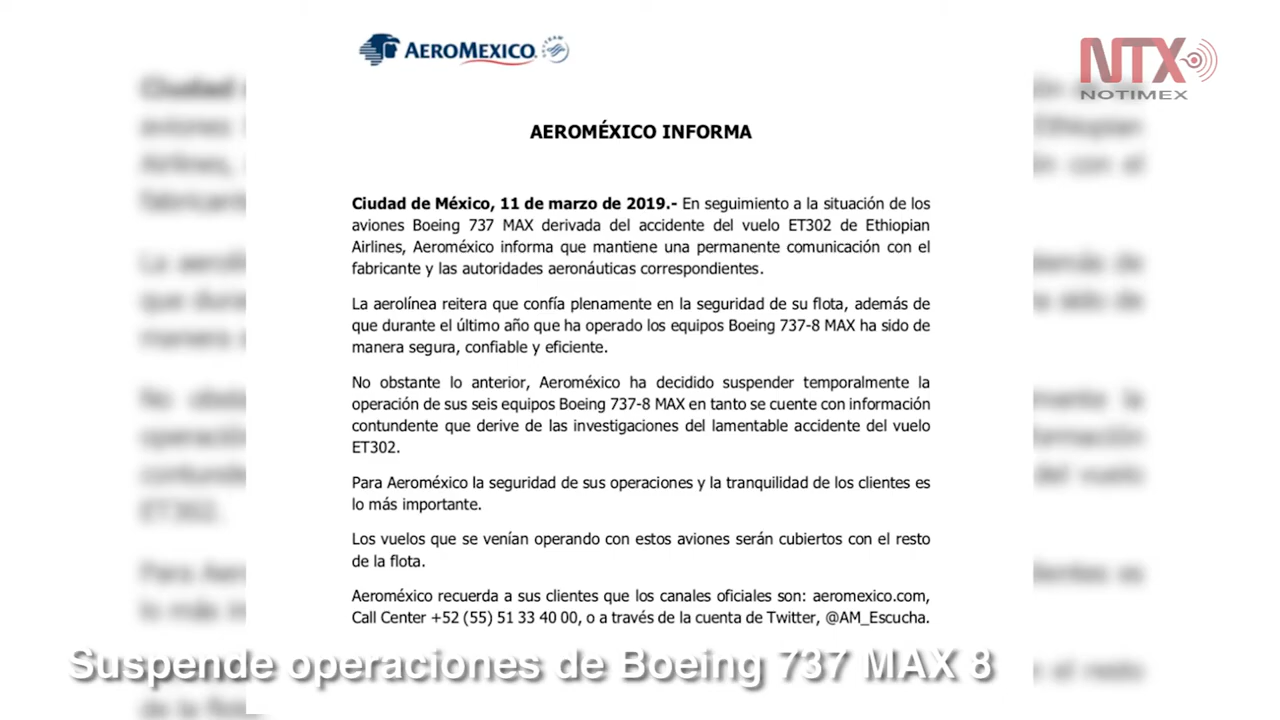 AEROMEXICO.
NTX
NOTIMEX
AEROMÉXICO INFORMA
Ciudad de México, 11 de marzo de 2019.- En seguimiento a la situación de los
aviones Boeing 737 MAX derivada del accidente del vuelo ET302 de Ethiopian
Airlines, Aeroméxico informa que mantiene una permanente comunicación con el
fabricante y las autoridades aeronáuticas correspondientes.
La aerolínea reitera que confía plenamente en la seguridad de su flota, además de
que durante el último año que ha operado los equipos Boeing 737-8 MAX ha sido de
manera segura, confiable y eficiente.
No obstante lo anterior, Aeroméxico ha decidido suspender temporalmente la
operación de sus seis equipos Boeing 737-8 MAX en tanto se cuente con información
contundente que derive de las investigaciones del lamentable accidente del vuelo
ET302.
Para Aeroméxico la seguridad de sus operaciones y la tranquilidad de los clientes es
lo más importante.
Los vuelos que se venían operando con estos aviones serán cubiertos con el resto
de la flota.
Aeroméxico recuerda a sus clientes que los canales oficiales son: aeromexico.com,
Call Center +52 (55) 51 33 40 00, o a través de la cuenta de Twitter, @AM_Escucha.
Suspende operaciones de Boeing 737 MAX 8